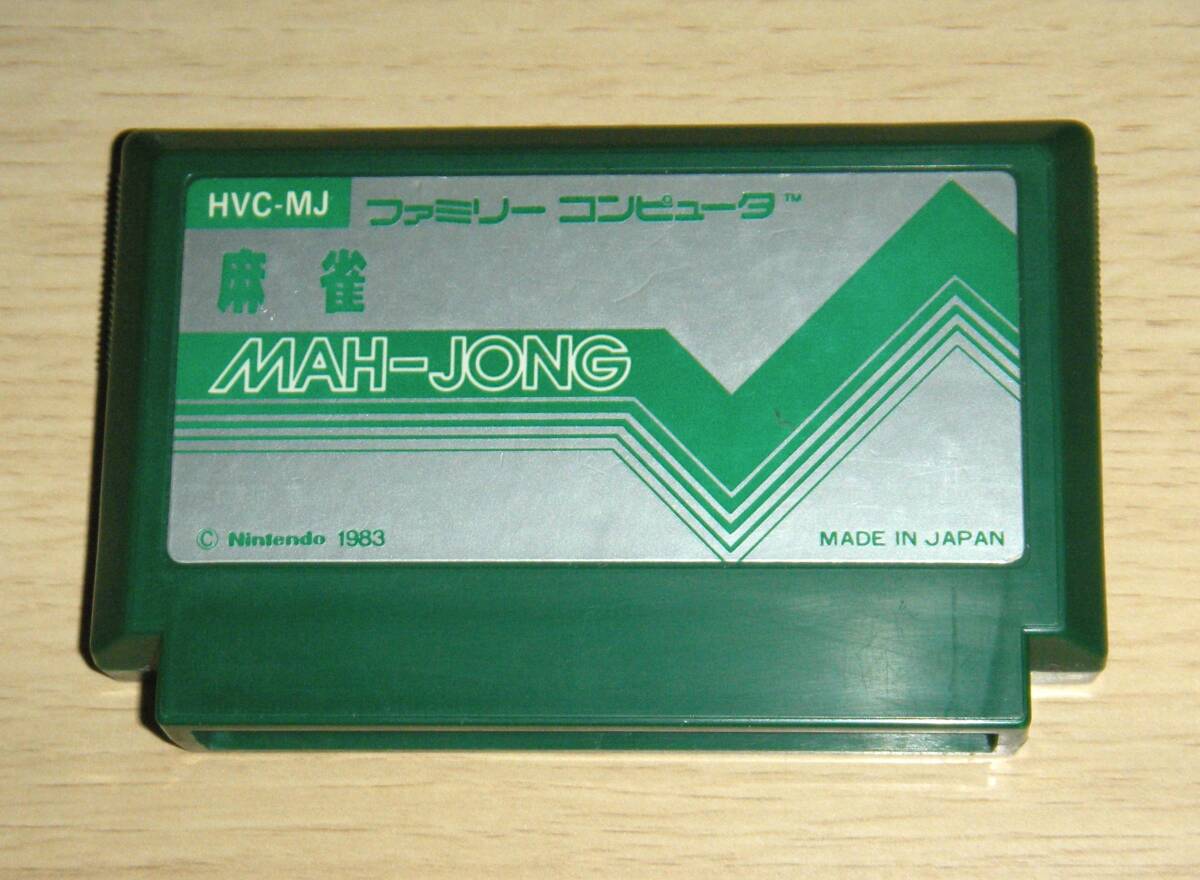 HVC-MJ
ファミリー コンピュータ™
麻雀
MAH-JONG
© Nintendo 1983
MADE IN JAPAN